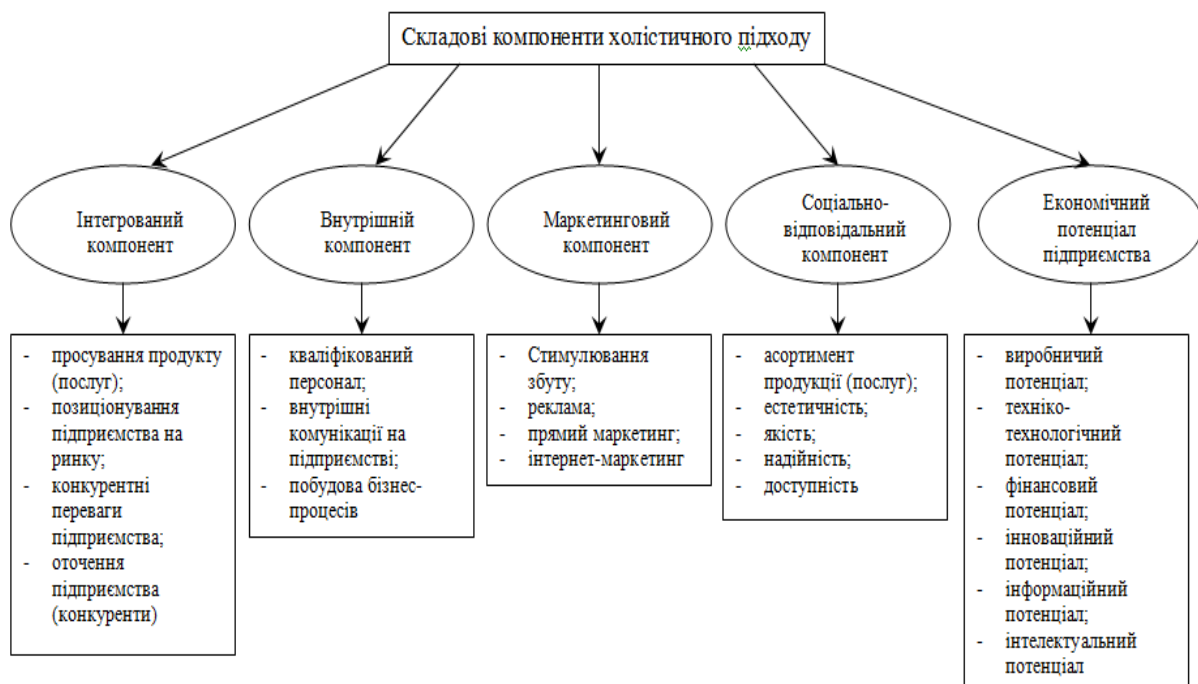 Складові компоненти холістичного підходу
Інтегрований
компонент
Внутрішній
компонент
Маркетинговий
компонент
Соціально-
відповідальний
компонент
Економічний
потенціал
підприємства
- просування продукту
(послуг);
- позиціонування
підприємства на
ринку;
- конкурентні
переваги
підприємства;
- оточення
підприємства
(конкуренти)
- кваліфікований
персонал;
- внутрішні
комунікації на
підприємстві;
- побудова бізнес-
процесів
- Стимулювання
збуту;
- реклама;
- прямий маркетинг;
- інтернет-маркетинг
- асортимент
продукції (послуг);
- естетичність;
- якість;
- надійність;
- доступність
- виробничий
потенціал;
- техніко-
технологічний
потенціал;
- фінансовий
потенціал;
- інноваційний
потенціал;
- інформаційний
потенціал;
- інтелектуальний
потенціал